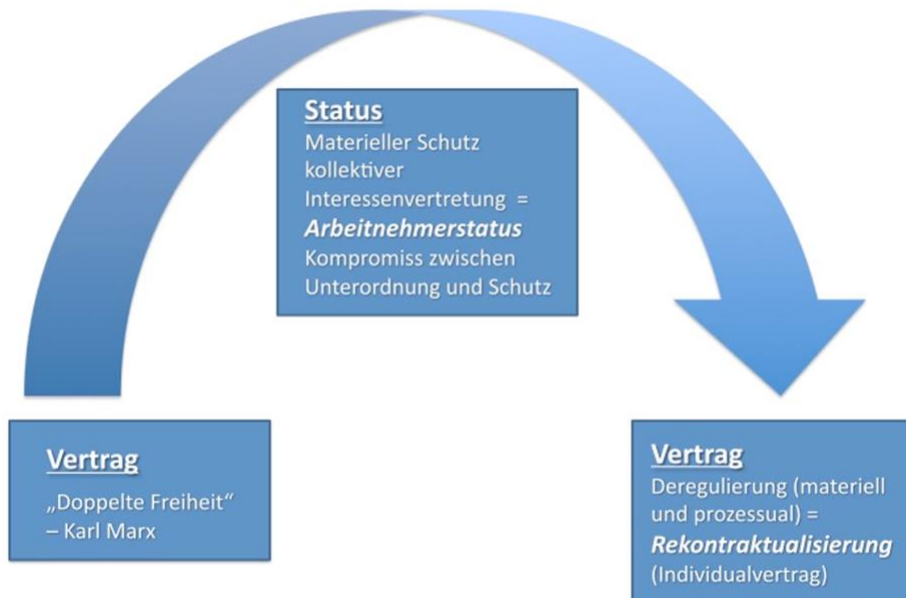 Status
Materieller Schutz
kollektiver
Interessenvertretung =
Arbeitnehmerstatus
Kompromiss zwischen
Unterordnung und Schutz
Vertrag
„Doppelte Freiheit“
– Karl Marx
Vertrag
Deregulierung (materiell
und prozessual) =
Rekontraktualisierung
(Individualvertrag)